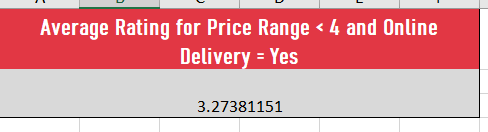 Average Rating for Price Range < 4 and Online
Delivery = Yes
3.27381151